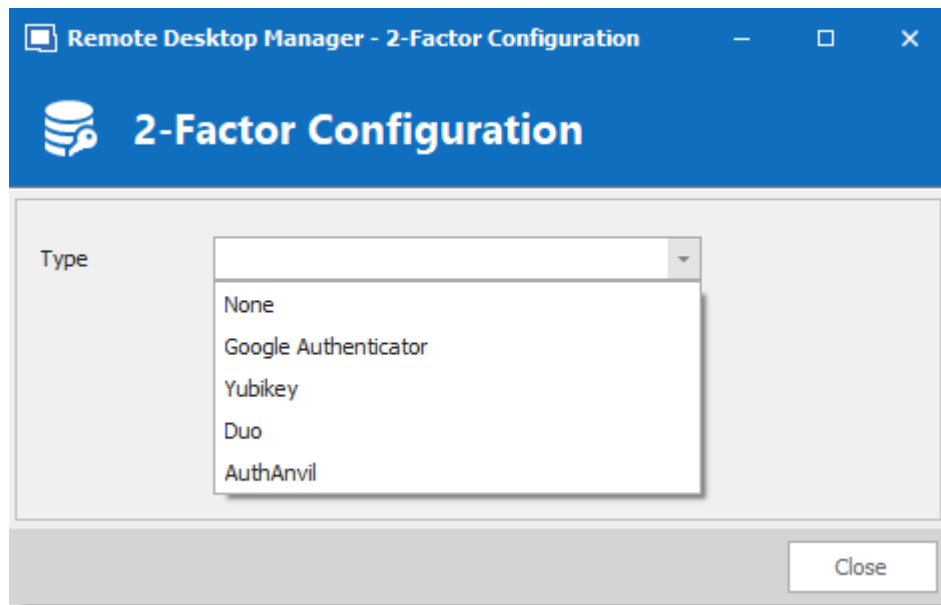 Remote Desktop Manager - 2-Factor Configuration
2-Factor Configuration
Type
None
Google Authenticator
Yubikey
Duo
AuthAnvil
Close